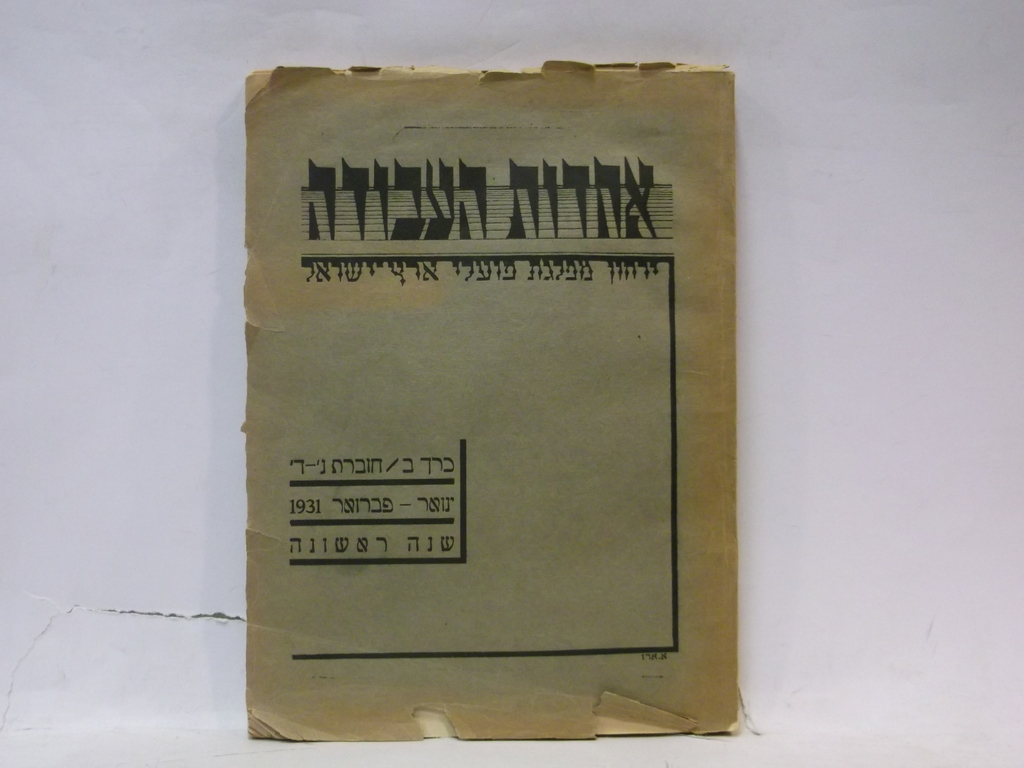 אחדות העבודה
ירחון מפלגת פועלי ארץ־ישראל
כרך ב/חוברת ג'–ד'
ינואר – פברואר 1931
שנה ראשונה